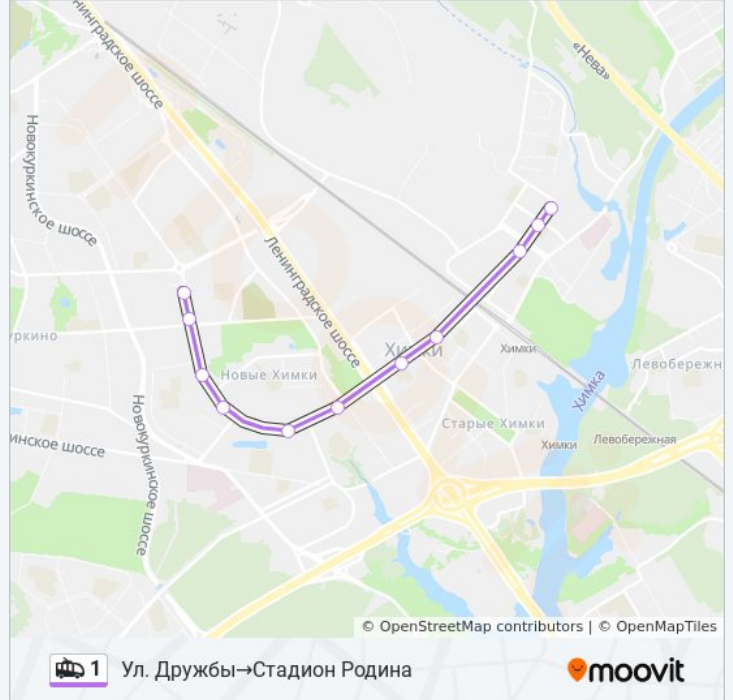 нинградское шоссе
«Нева»
Новокуркинское шоссе
Ленинградское шоссе
уркино
Химки
Химки
Новые Химки
Левобережн
Химка
Старые Химки
Химки
Левобережная
инское шоссе
Новокуркинское шоссе
© OpenStreetMap contributors | © OpenMapTiles
1 Ул. Дружбы→Стадион Родина
moovit